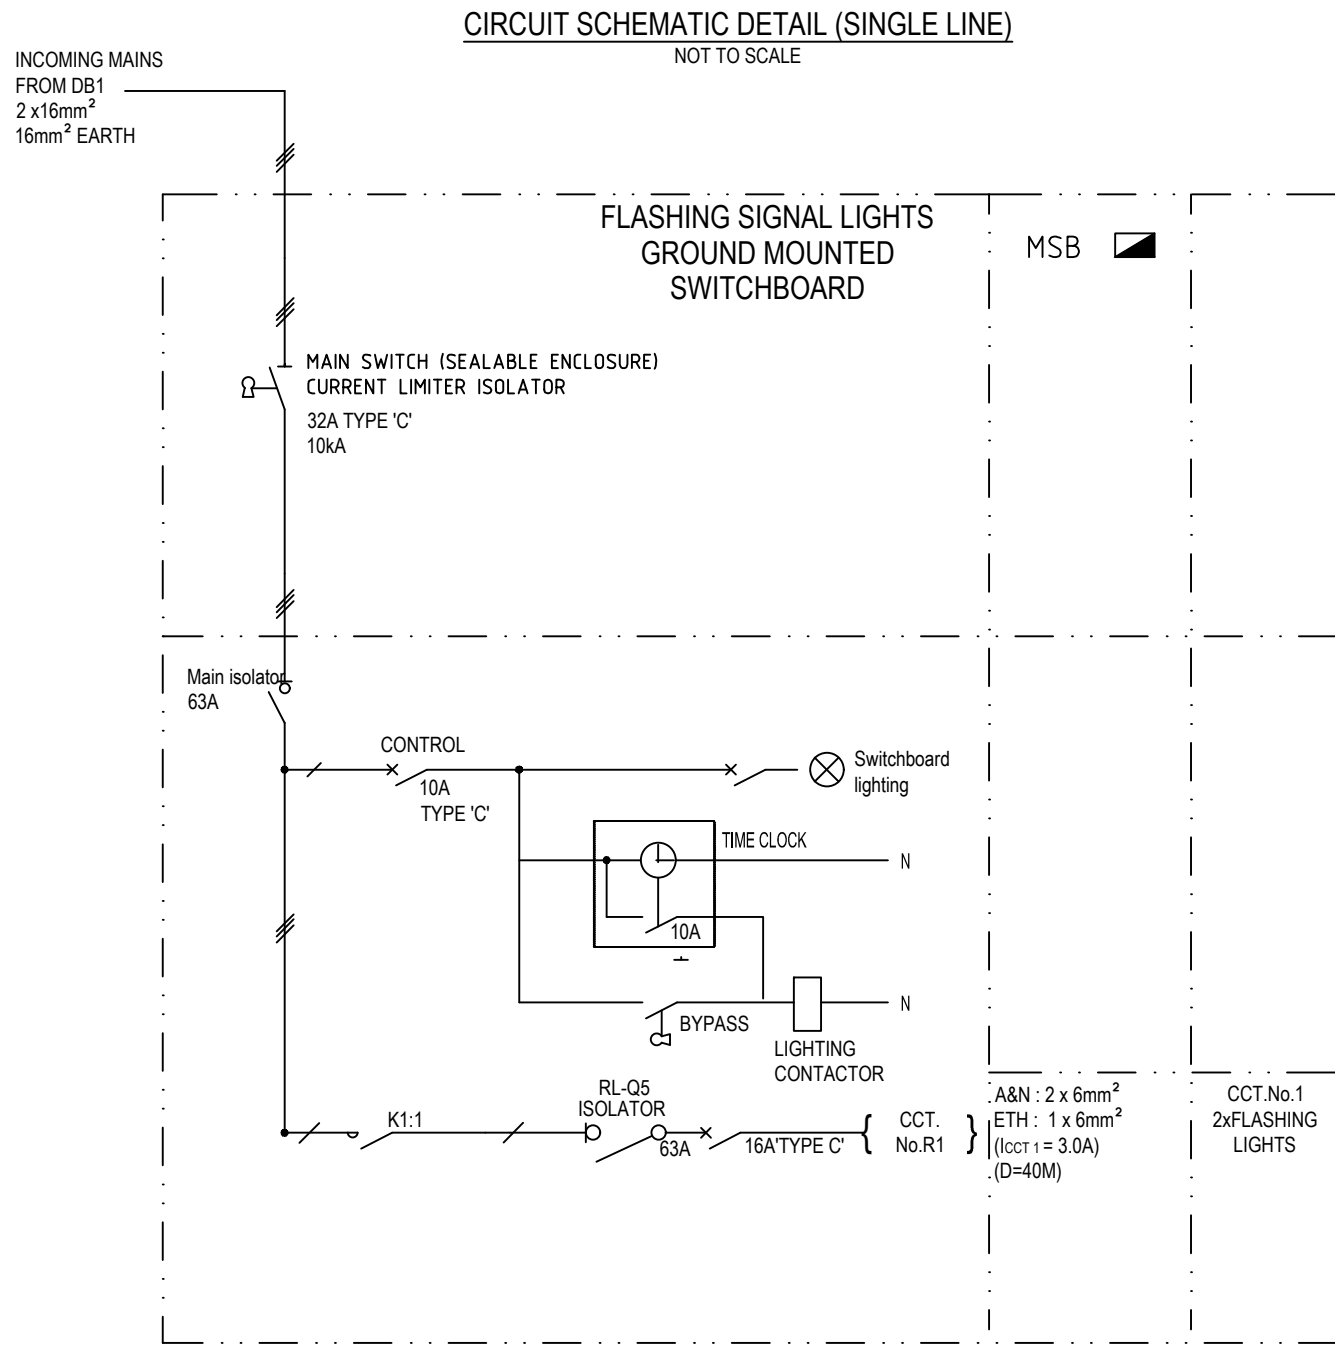 CIRCUIT SCHEMATIC DETAIL (SINGLE LINE)
NOT TO SCALE
INCOMING MAINS
FROM DB1
2 x16mm²
16mm² EARTH
FLASHING SIGNAL LIGHTS
GROUND MOUNTED
SWITCHBOARD
MSB
MAIN SWITCH (SEALABLE ENCLOSURE)
CURRENT LIMITER ISOLATOR
32A TYPE 'C'
10kA
Main isolator
63A
CONTROL
10A
TYPE 'C'
Switchboard
lighting
TIME CLOCK
N
10A
N
BYPASS
LIGHTING
CONTACTOR
K1:1
RL-Q5
ISOLATOR
63A
16A'TYPE C'
{ CCT. }
No.R1
A&N : 2 x 6mm²
ETH : 1 x 6mm²
(ICCT 1 = 3.0A)
(D=40M)
CCT.No.1
2xFLASHING
LIGHTS